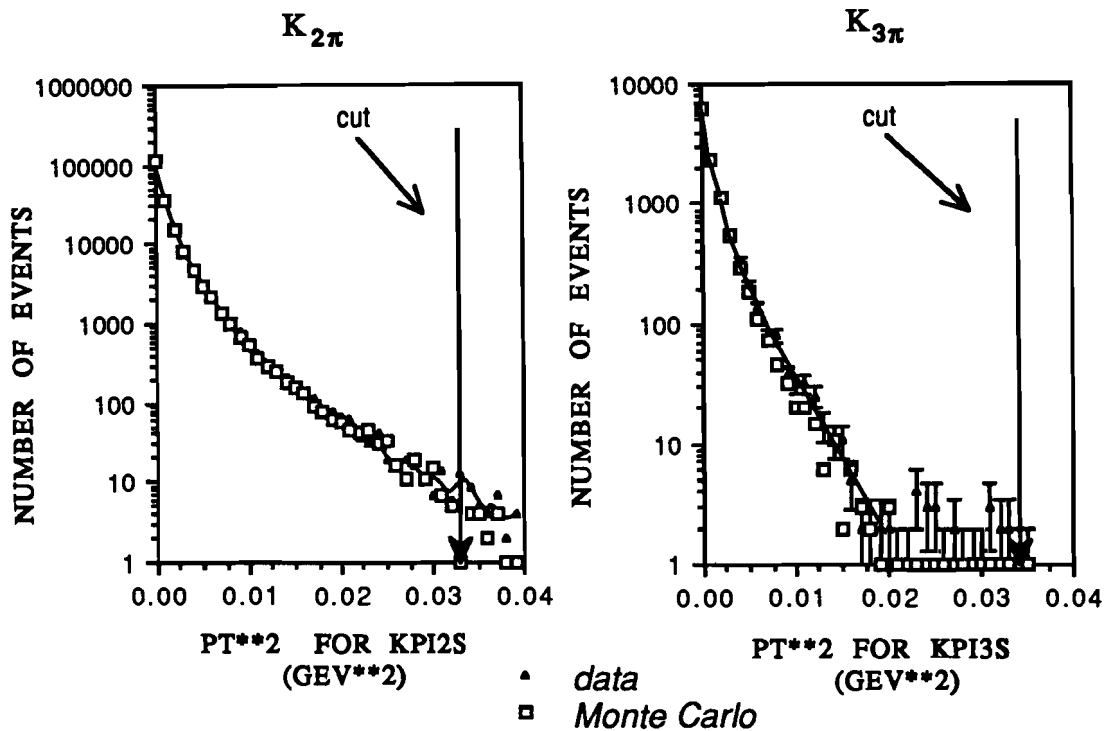 K2π
1000000
100000
10000
1000
100
10
1
NUMBER OF EVENTS
cut
0.00 0.01 0.02 0.03 0.04
PT**2 FOR KPI2S
(GEV**2)
K3π
10000
1000
100
10
1
NUMBER OF EVENTS
cut
0.00 0.01 0.02 0.03 0.04
PT**2 FOR KPI3S
(GEV**2)
data
Monte Carlo